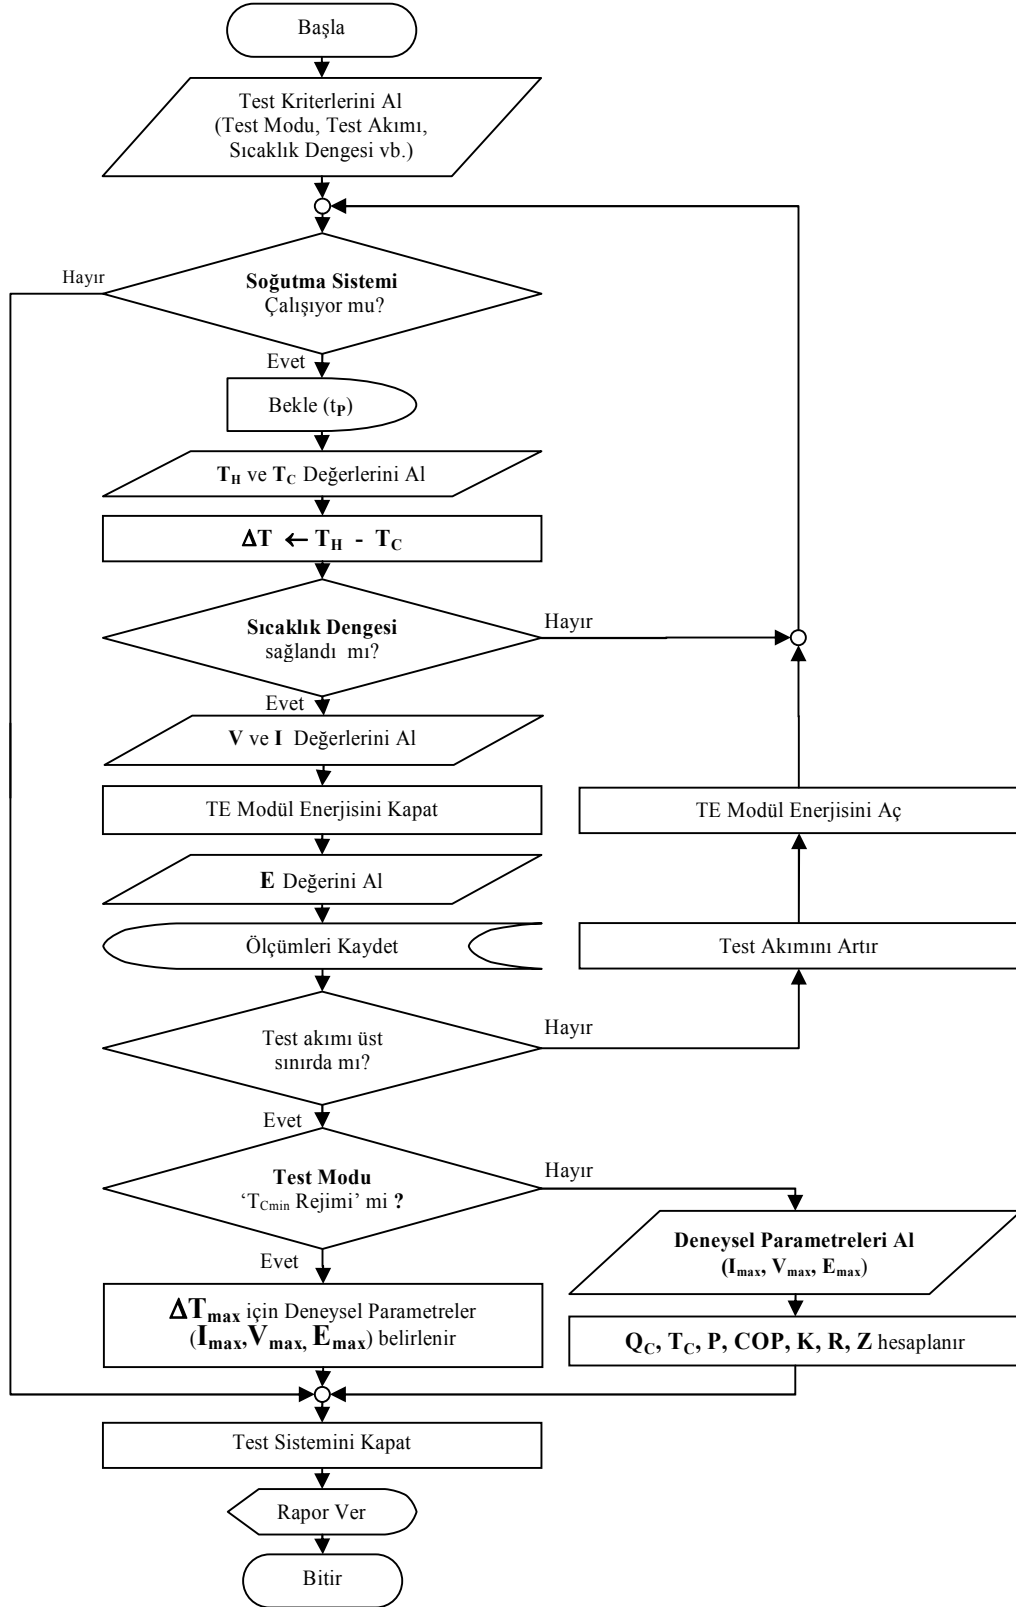 Başla
Test Kriterlerini Al
(Test Modu, Test Akımı,
Sıcaklık Dengesi vb.)
Hayır
Soğutma Sistemi
Çalışıyor mu?
Evet
Bekle (tP)
TH ve TC Değerlerini Al
ΔT ← TH - TC
Sıcaklık Dengesi
sağlandı mı?
Hayır
Evet
V ve I Değerlerini Al
TE Modül Enerjisini Kapat
TE Modül Enerjisini Aç
E Değerini Al
Ölçümleri Kaydet
Test Akımını Artır
Test akımı üst
sınırda mı?
Hayır
Evet
Test Modu
‘TCmin Rejimi’ mi ?
Hayır
Evet
Deneysel Parametreleri Al
(Imax, Vmax, Emax)
ΔTmax için Deneysel Parametreler
(Imax,Vmax, Emax) belirlenir
QC, TC, P, COP, K, R, Z hesaplanır
Test Sistemini Kapat
Rapor Ver
Bitir